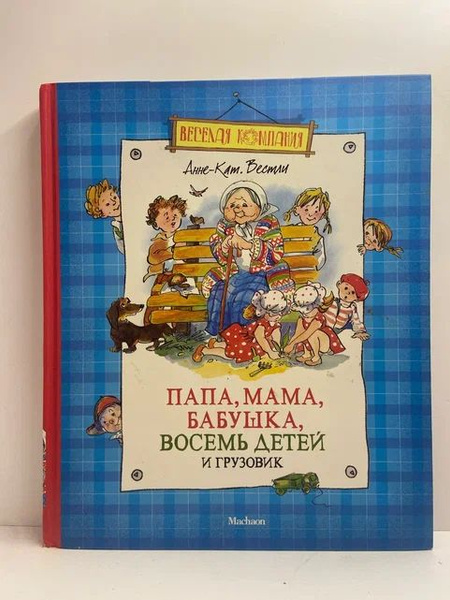 ВЕСЕЛАЯ КОМПАНИЯ
Анне-Кат. Вестли
ПАПА, МАМА,
БАБУШКА,
ВОСЕМЬ ДЕТЕЙ
И ГРУЗОВИК
Machaon